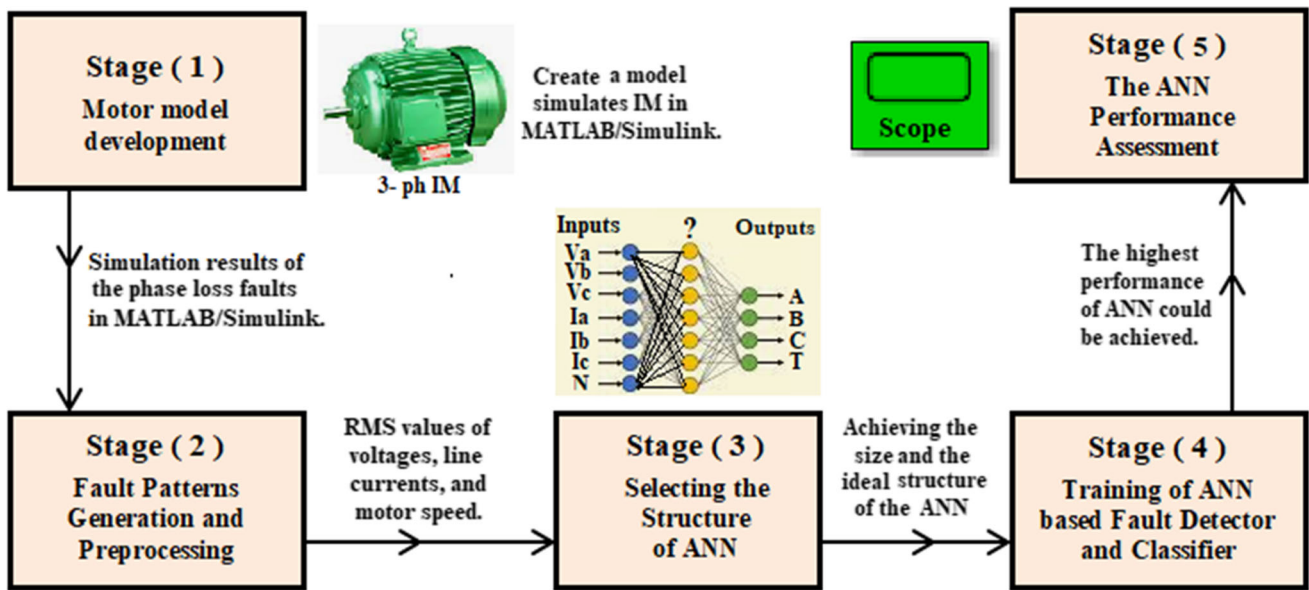 Stage ( 1 )
Motor model
development
3- ph IM
Create a model
simulates IM in
MATLAB/Simulink.
Scope
Stage ( 5 )
The ANN
Performance
Assessment
Simulation results of
the phase loss faults
in MATLAB/Simulink.
Inputs
?
Outputs
Va
Vb
Vc
Ia
Ib
Ic
N
A
B
C
T
The highest
performance
of ANN could
be achieved.
Stage ( 2 )
Fault Patterns
Generation and
Preprocessing
RMS values of
voltages, line
currents, and
motor speed.
Stage ( 3 )
Selecting the
Structure
of ANN
Achieving the
size and the
ideal structure
of the ANN
Stage ( 4 )
Training of ANN
based Fault Detector
and Classifier